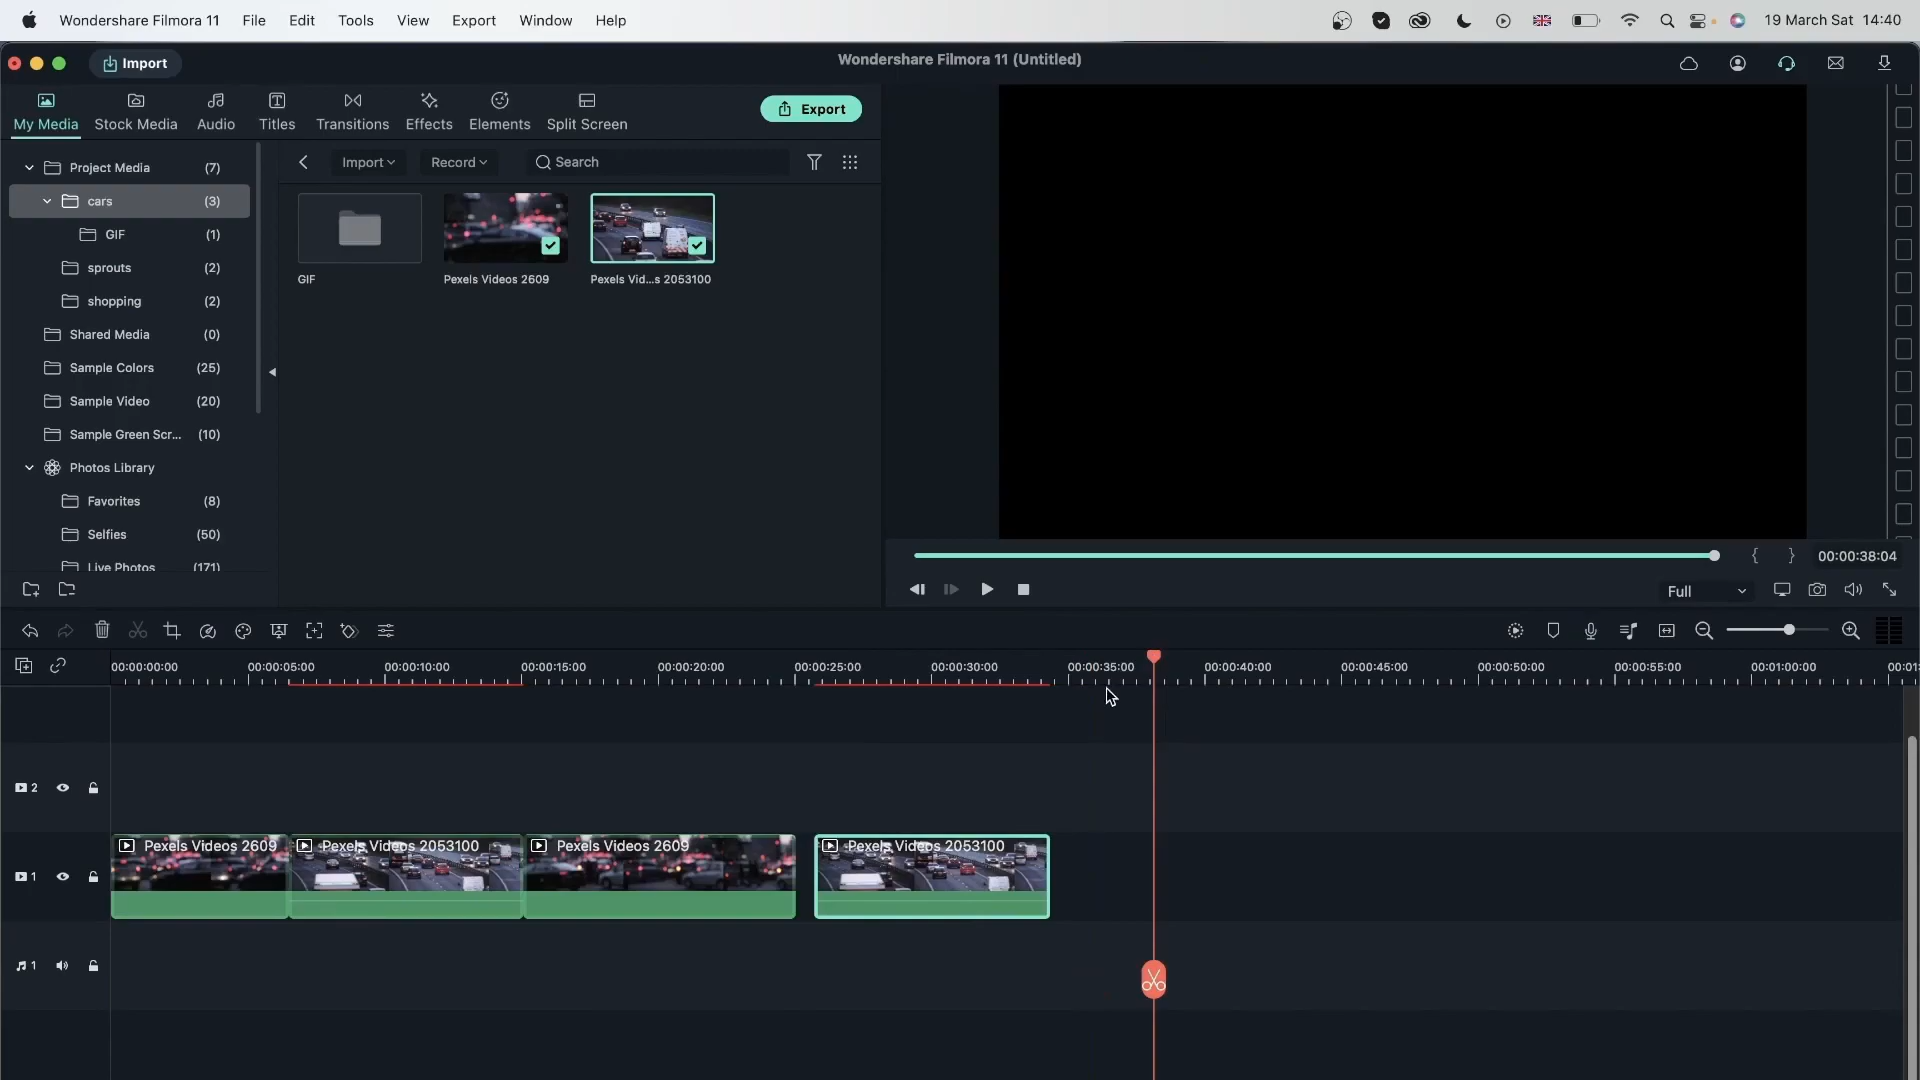 Wondershare Filmora 11 File Edit Tools View Export Window Help 19 March Sat 14:40
Import Wondershare Filmora 11 (Untitled)
My Media Stock Media Audio Titles Transitions Effects Elements Split Screen Export
Import Record Search
Project Media (7)
cars (3)
GIF (1)
sprouts (2)
shopping (2)
Shared Media (0)
Sample Colors (25)
Sample Video (20)
Sample Green Scr... (10)
Photos Library
Favorites (8)
Selfies (50)
Live Photos (171)
GIF Pexels Videos 2609 Pexels Vid...s 2053100
00:00:38:04
Full
00:00:00:00 00:00:05:00 00:00:10:00 00:00:15:00 00:00:20:00 00:00:25:00 00:00:30:00 00:00:35:00 00:00:40:00 00:00:45:00 00:00:50:00 00:00:55:00 00:01:00:00 00:01:
2
Pexels Videos 2609 Pexels Videos 2053100 Pexels Videos 2609 Pexels Videos 2053100
1
1